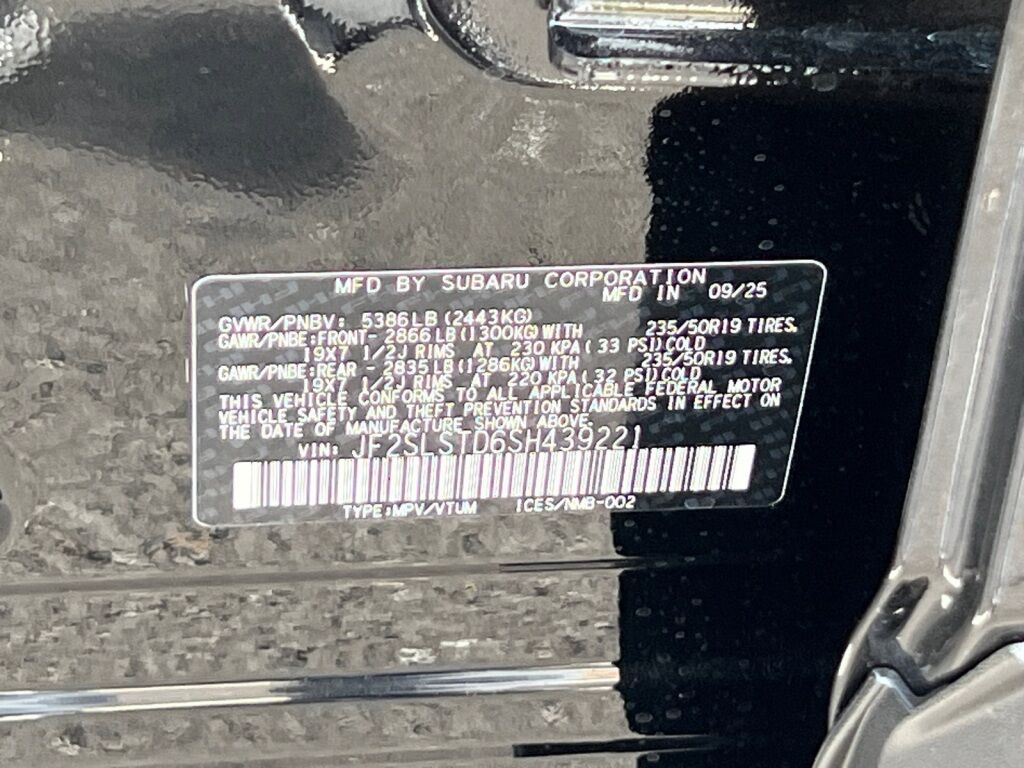 MFD BY SUBARU CORPORATION
MFD IN 09/25
GVWR/PNBV: 5386LB(2443KG)
GAWR/PNBE:FRONT- 2866LB(1300KG)WITH 235/50R19 TIRES,
19X7 1/2J RIMS AT 230 KPA( 33 PSI)COLD
GAWR/PNBE:REAR - 2835LB(1286KG)WITH 235/50R19 TIRES,
19X7 1/2J RIMS AT 220 KPA( 32 PSI)COLD
THIS VEHICLE CONFORMS TO ALL APPLICABLE FEDERAL MOTOR
VEHICLE SAFETY AND THEFT PREVENTION STANDARDS IN EFFECT ON
THE DATE OF MANUFACTURE SHOWN ABOVE.
VIN: JF2SLSTD6SH439221
TYPE:MPV/VTUM ICES/NMB-002